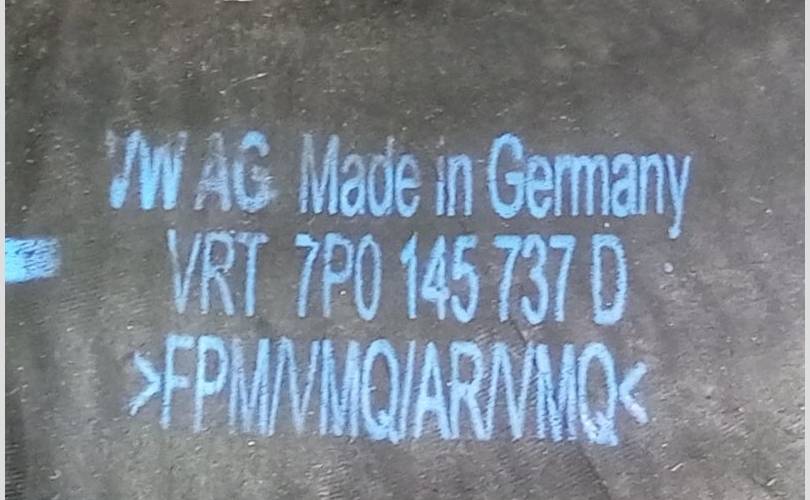 VW AG Made in Germany
VRT 7P0 145 737 D
>FPM/VMQ/AR/VMQ<